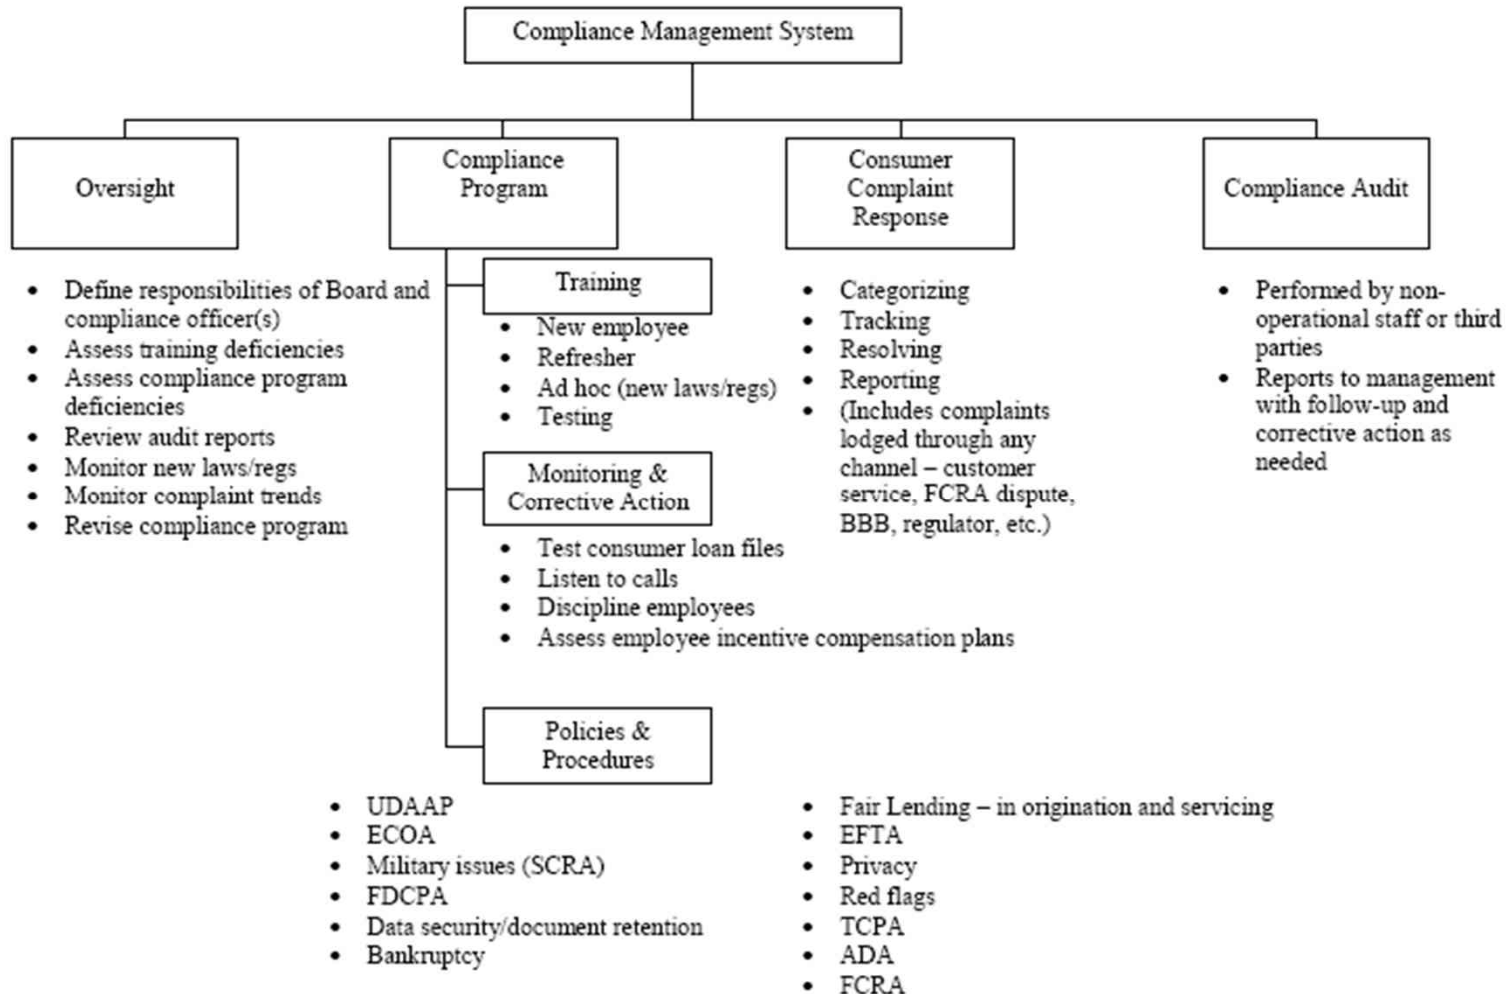 Compliance Management System
Oversight
Compliance
Program
Consumer
Complaint
Response
Compliance Audit
• Define responsibilities of Board and
compliance officer(s)
• Assess training deficiencies
• Assess compliance program
deficiencies
• Review audit reports
• Monitor new laws/regs
• Monitor complaint trends
• Revise compliance program
Training
• New employee
• Refresher
• Ad hoc (new laws/regs)
• Testing
Monitoring &
Corrective Action
• Test consumer loan files
• Listen to calls
• Discipline employees
• Assess employee incentive compensation plans
Policies &
Procedures
• UDAAP
• ECOA
• Military issues (SCRA)
• FDCPA
• Data security/document retention
• Bankruptcy
• Fair Lending – in origination and servicing
• EFTA
• Privacy
• Red flags
• TCPA
• ADA
• FCRA
• Categorizing
• Tracking
• Resolving
• Reporting
• (Includes complaints
lodged through any
channel – customer
service, FCRA dispute,
BBB, regulator, etc.)
• Performed by non-
operational staff or third
parties
• Reports to management
with follow-up and
corrective action as
needed